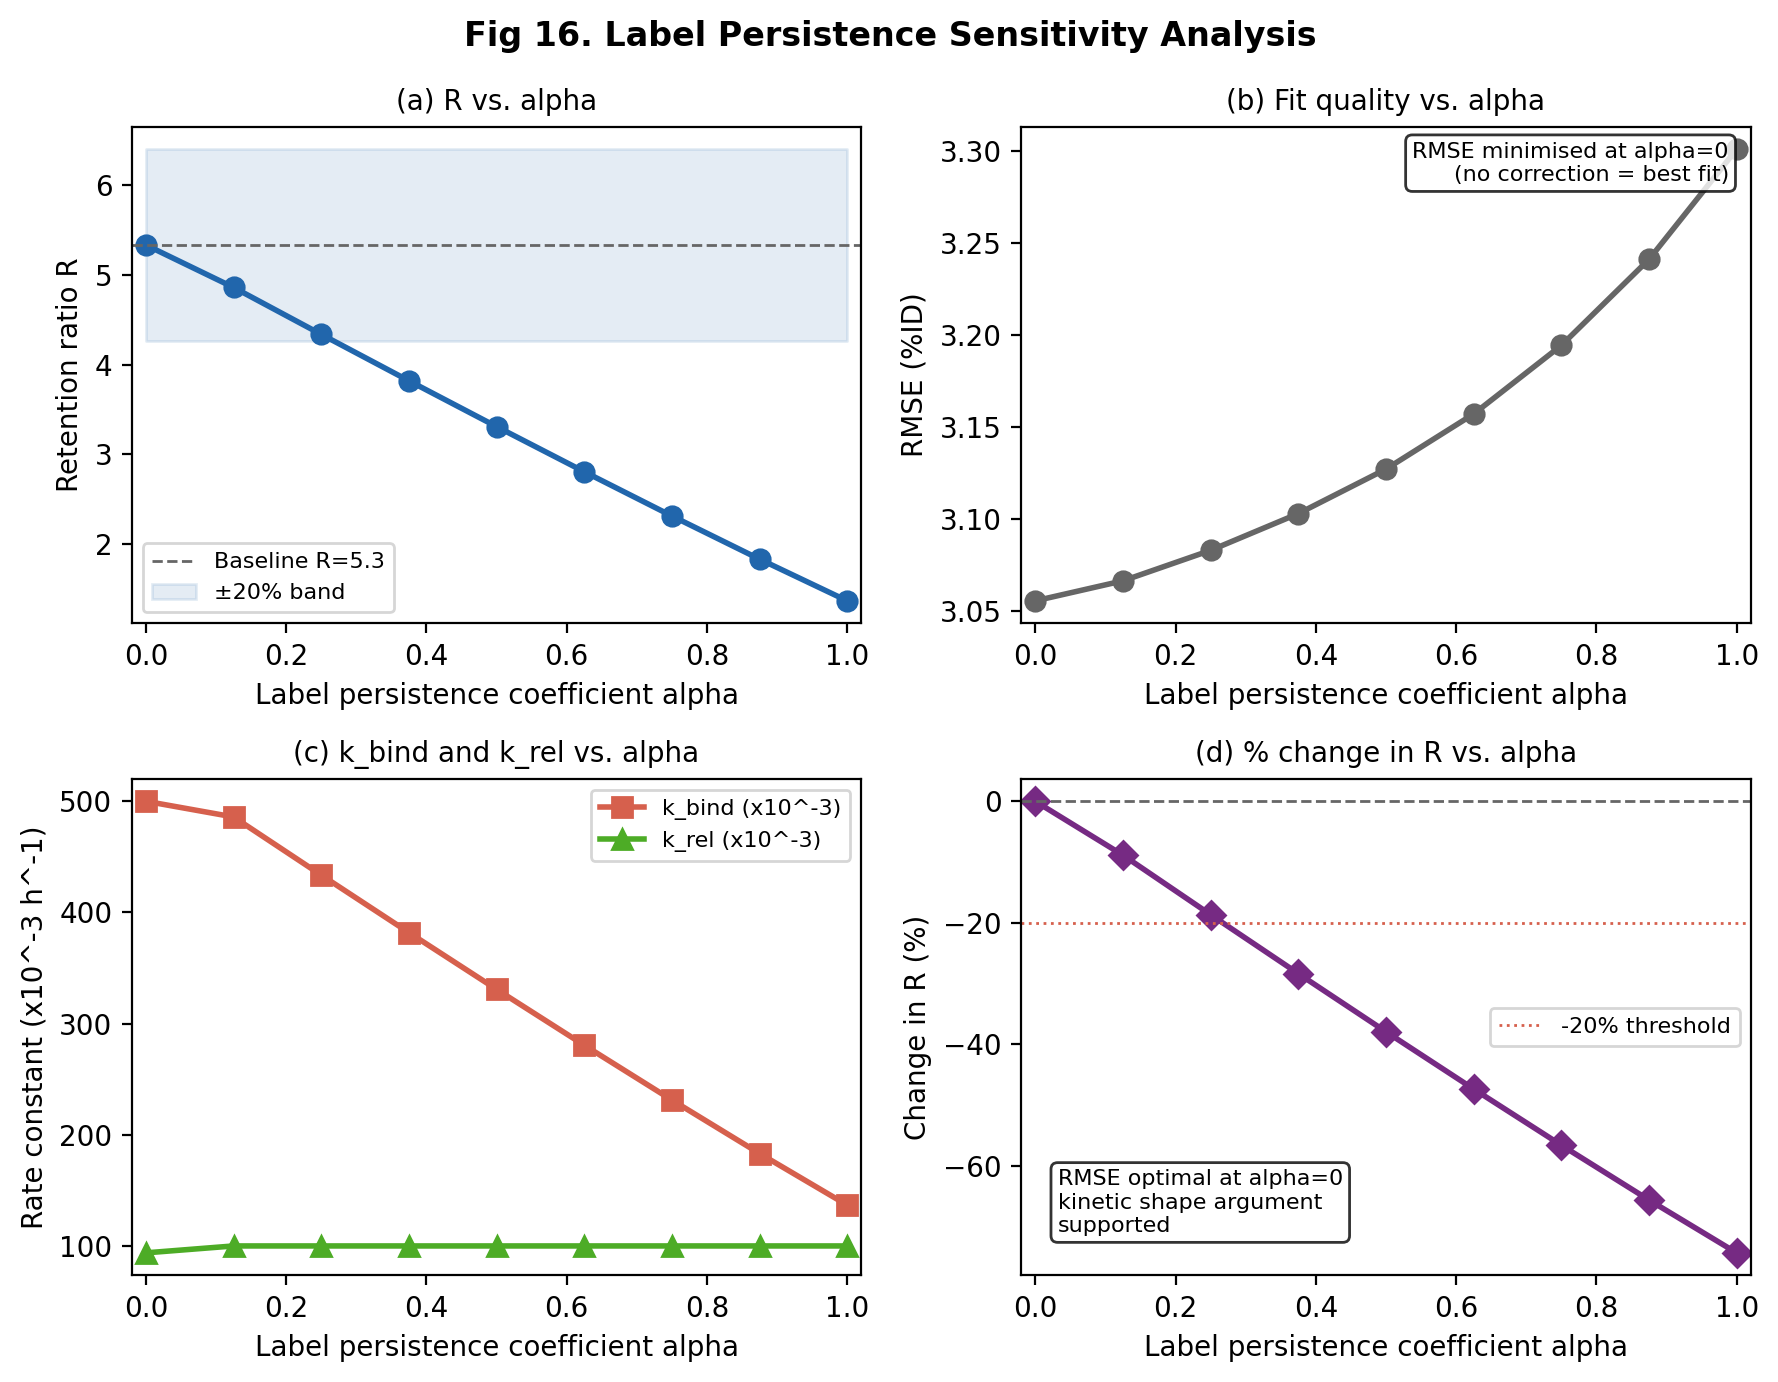 Fig 16. Label Persistence Sensitivity Analysis
(a) R vs. alpha
Retention ratio R
6
5
4
3
2
Baseline R=5.3
±20% band
0.0 0.2 0.4 0.6 0.8 1.0
Label persistence coefficient alpha
(b) Fit quality vs. alpha
RMSE (%ID)
3.30
3.25
3.20
3.15
3.10
3.05
RMSE minimised at alpha=0
(no correction = best fit)
0.0 0.2 0.4 0.6 0.8 1.0
Label persistence coefficient alpha
(c) k_bind and k_rel vs. alpha
Rate constant (x10^-3 h^-1)
500
400
300
200
100
k_bind (x10^-3)
k_rel (x10^-3)
0.0 0.2 0.4 0.6 0.8 1.0
Label persistence coefficient alpha
(d) % change in R vs. alpha
Change in R (%)
0
−20
−40
−60
-20% threshold
RMSE optimal at alpha=0
kinetic shape argument
supported
0.0 0.2 0.4 0.6 0.8 1.0
Label persistence coefficient alpha